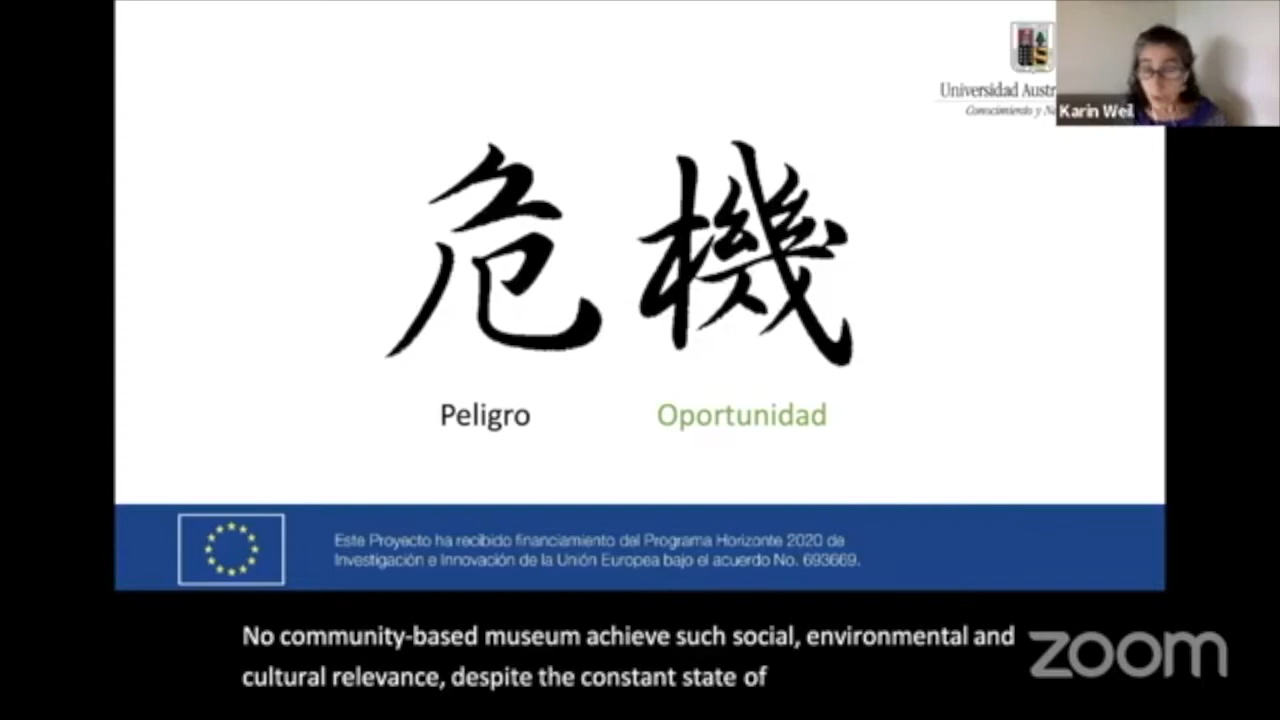 Universidad
Conocimiento y
Karin Weil
危機
Peligro Oportunidad
Este Proyecto ha recibido financiamiento del Programa Horizonte 2020 de
Investigación e Innovación de la Unión Europea bajo el acuerdo No. 693669.
No community-based museum achieve such social, environmental and
cultural relevance, despite the constant state of
zoom